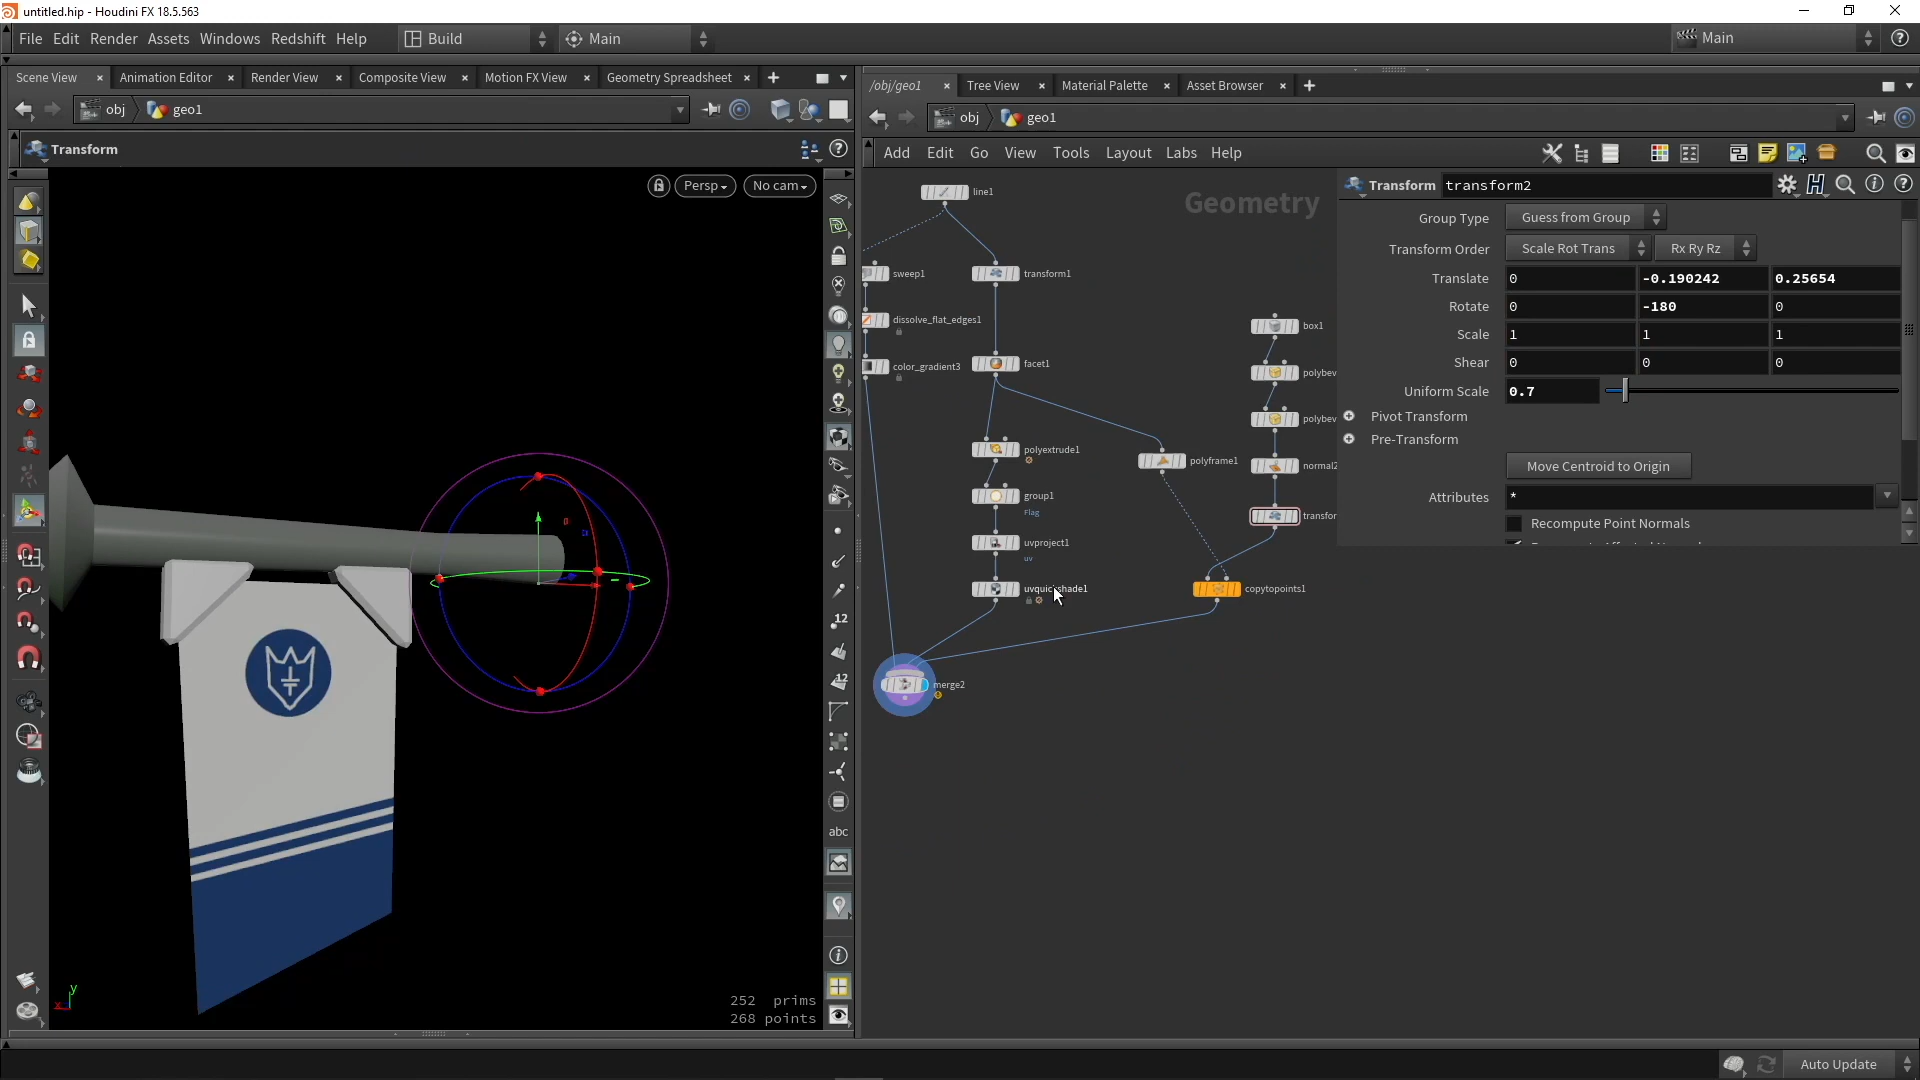 untitled.hip - Houdini FX 18.5.563
File Edit Render Assets Windows Redshift Help
Build
Main
Main
Scene View
Animation Editor
Render View
Composite View
Motion FX View
Geometry Spreadsheet
/obj/geo1
Tree View
Material Palette
Asset Browser
obj
geo1
obj
geo1
Transform
Add Edit Go View Tools Layout Labs Help
Persp
No cam
Geometry
Transform
transform2
Group Type
Guess from Group
Transform Order
Scale Rot Trans
Rx Ry Rz
Translate
0
-0.190242
0.25654
Rotate
0
-180
0
Scale
1
1
1
Shear
0
0
0
Uniform Scale
0.7
Pivot Transform
Pre-Transform
Move Centroid to Origin
Attributes
*
Recompute Point Normals
line1
sweep1
transform1
dissolve_flat_edges1
color_gradient3
facet1
box1
polybev
polybev
normal2
transfor
polyextrude1
polyframe1
group1
Flag
uvproject1
uv
copytopoints1
merge2
12
12
abc
y
x
252 prims
268 points
Auto Update